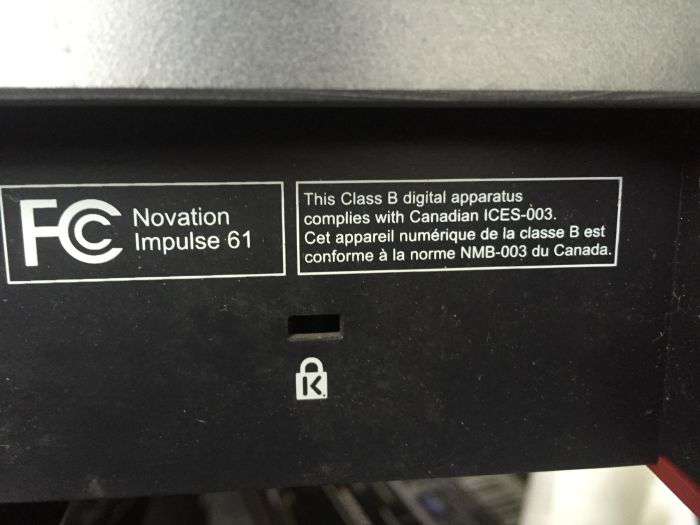 FC
Novation
Impulse 61
This Class B digital apparatus
complies with Canadian ICES-003.
Cet appareil numérique de la classe B est
conforme à la norme NMB-003 du Canada.
K